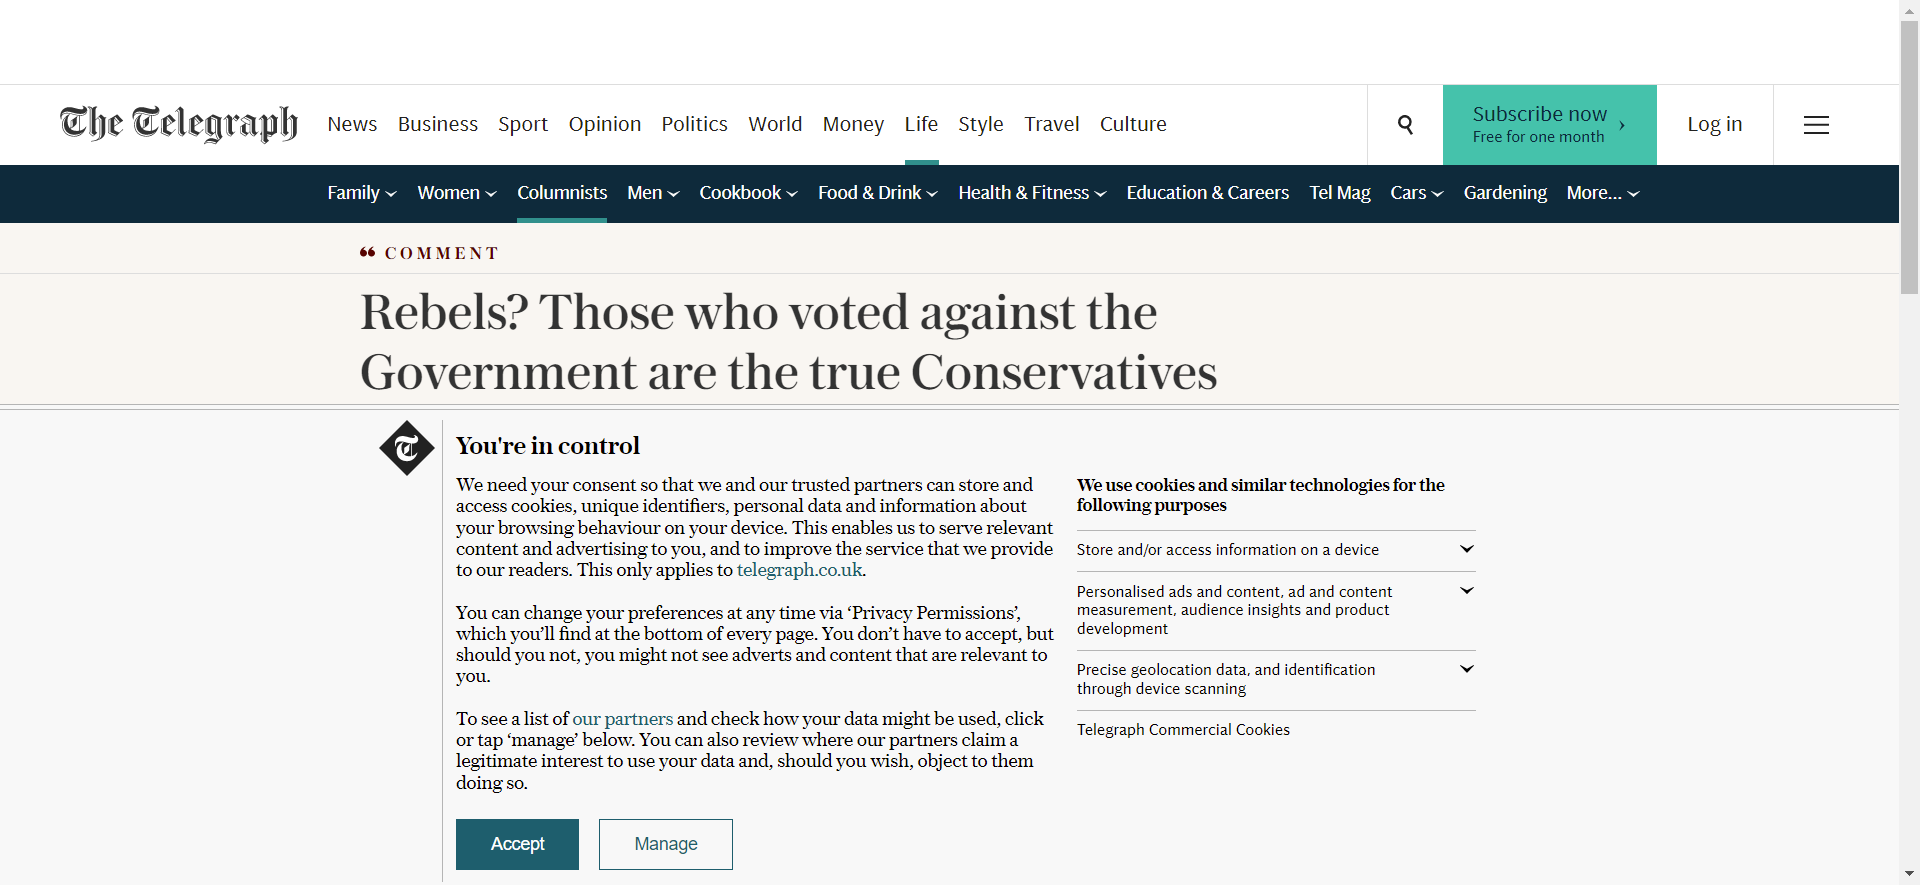 The Telegraph
News Business Sport Opinion Politics World Money Life Style Travel Culture
Subscribe now
Free for one month
Log in
Family Women Columnists Men Cookbook Food & Drink Health & Fitness Education & Careers Tel Mag Cars Gardening More...
“ COMMENT
Rebels? Those who voted against the
Government are the true Conservatives
T
You're in control
We need your consent so that we and our trusted partners can store and
access cookies, unique identifiers, personal data and information about
your browsing behaviour on your device. This enables us to serve relevant
content and advertising to you, and to improve the service that we provide
to our readers. This only applies to telegraph.co.uk.
You can change your preferences at any time via ‘Privacy Permissions’,
which you’ll find at the bottom of every page. You don’t have to accept, but
should you not, you might not see adverts and content that are relevant to
you.
To see a list of our partners and check how your data might be used, click
or tap ‘manage’ below. You can also review where our partners claim a
legitimate interest to use your data and, should you wish, object to them
doing so.
Accept Manage
We use cookies and similar technologies for the
following purposes
Store and/or access information on a device
Personalised ads and content, ad and content
measurement, audience insights and product
development
Precise geolocation data, and identification
through device scanning
Telegraph Commercial Cookies